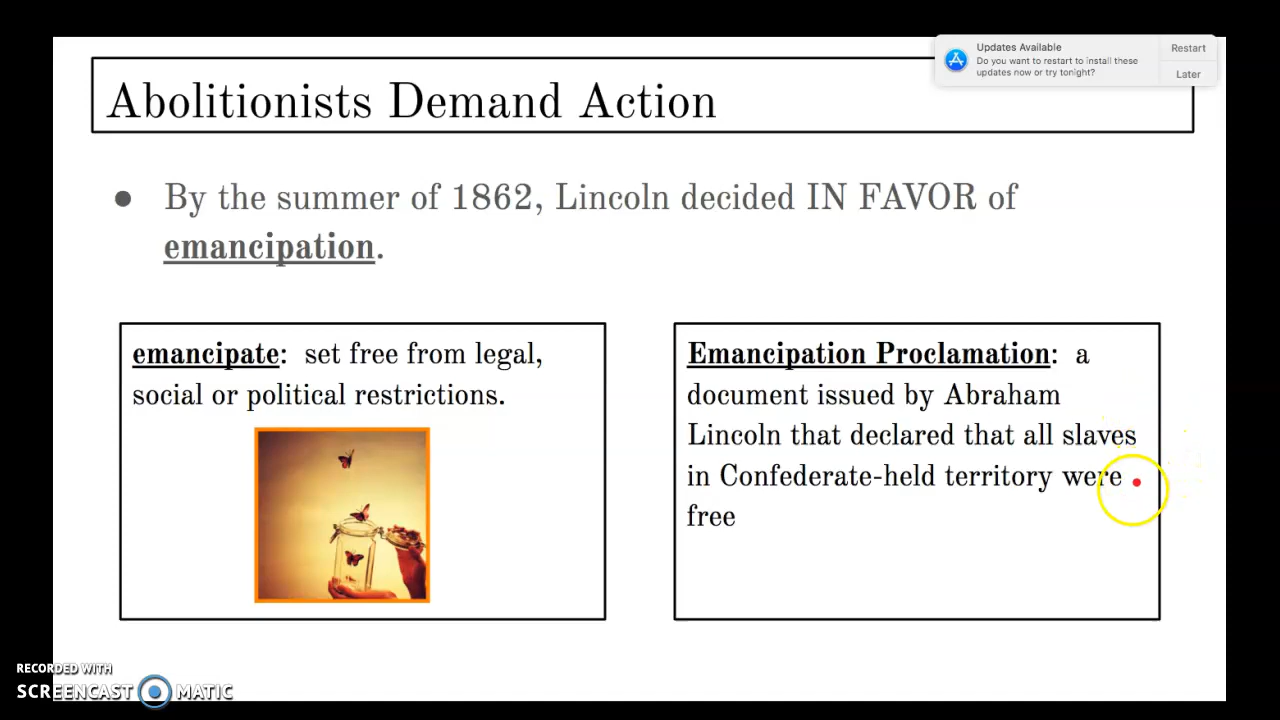 Updates Available
Do you want to restart to install these
updates now or try tonight?
Restart
Later
Abolitionists Demand Action
● By the summer of 1862, Lincoln decided IN FAVOR of
emancipation.
emancipate: set free from legal,
social or political restrictions.
Emancipation Proclamation: a
document issued by Abraham
Lincoln that declared that all slaves
in Confederate-held territory were
free
RECORDED WITH
SCREENCAST MATIC